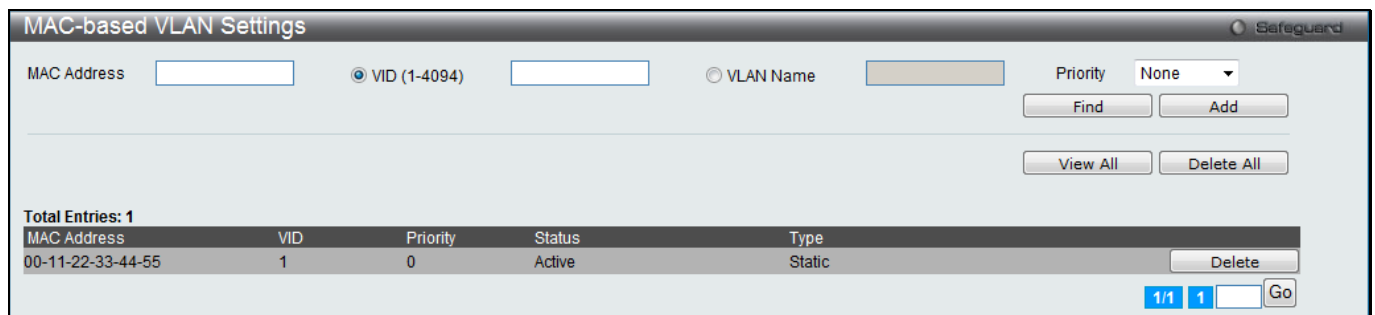 MAC-based VLAN Settings
Safeguard
MAC Address VID (1-4094) VLAN Name Priority None
Find Add
View All Delete All
Total Entries: 1
MAC Address VID Priority Status Type
00-11-22-33-44-55 1 0 Active Static Delete
1/1 1 Go